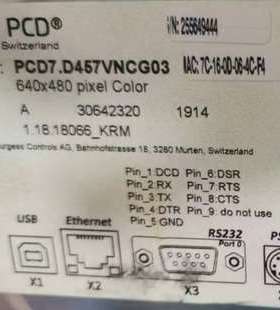 PCD®
Switzerland
I/N: 255649444
: PCD7.D457VNCG03 MAC: 7C-16-0D-06-4C-F4
640x480 pixel Color
A 30642320 1914
1.18.18066_KRM
urgess Controls AG, Bahnhofstrasse 18, 3280 Murten, Switzerland
Pin_1:DCD Pin_6:DSR
Pin_2:RX Pin_7:RTS
Pin_3:TX Pin_8:CTS
Pin_4:DTR Pin_9: do not use
Pin_5:GND
USB Ethernet RS232
Port 0
PS
X1 X2 X3